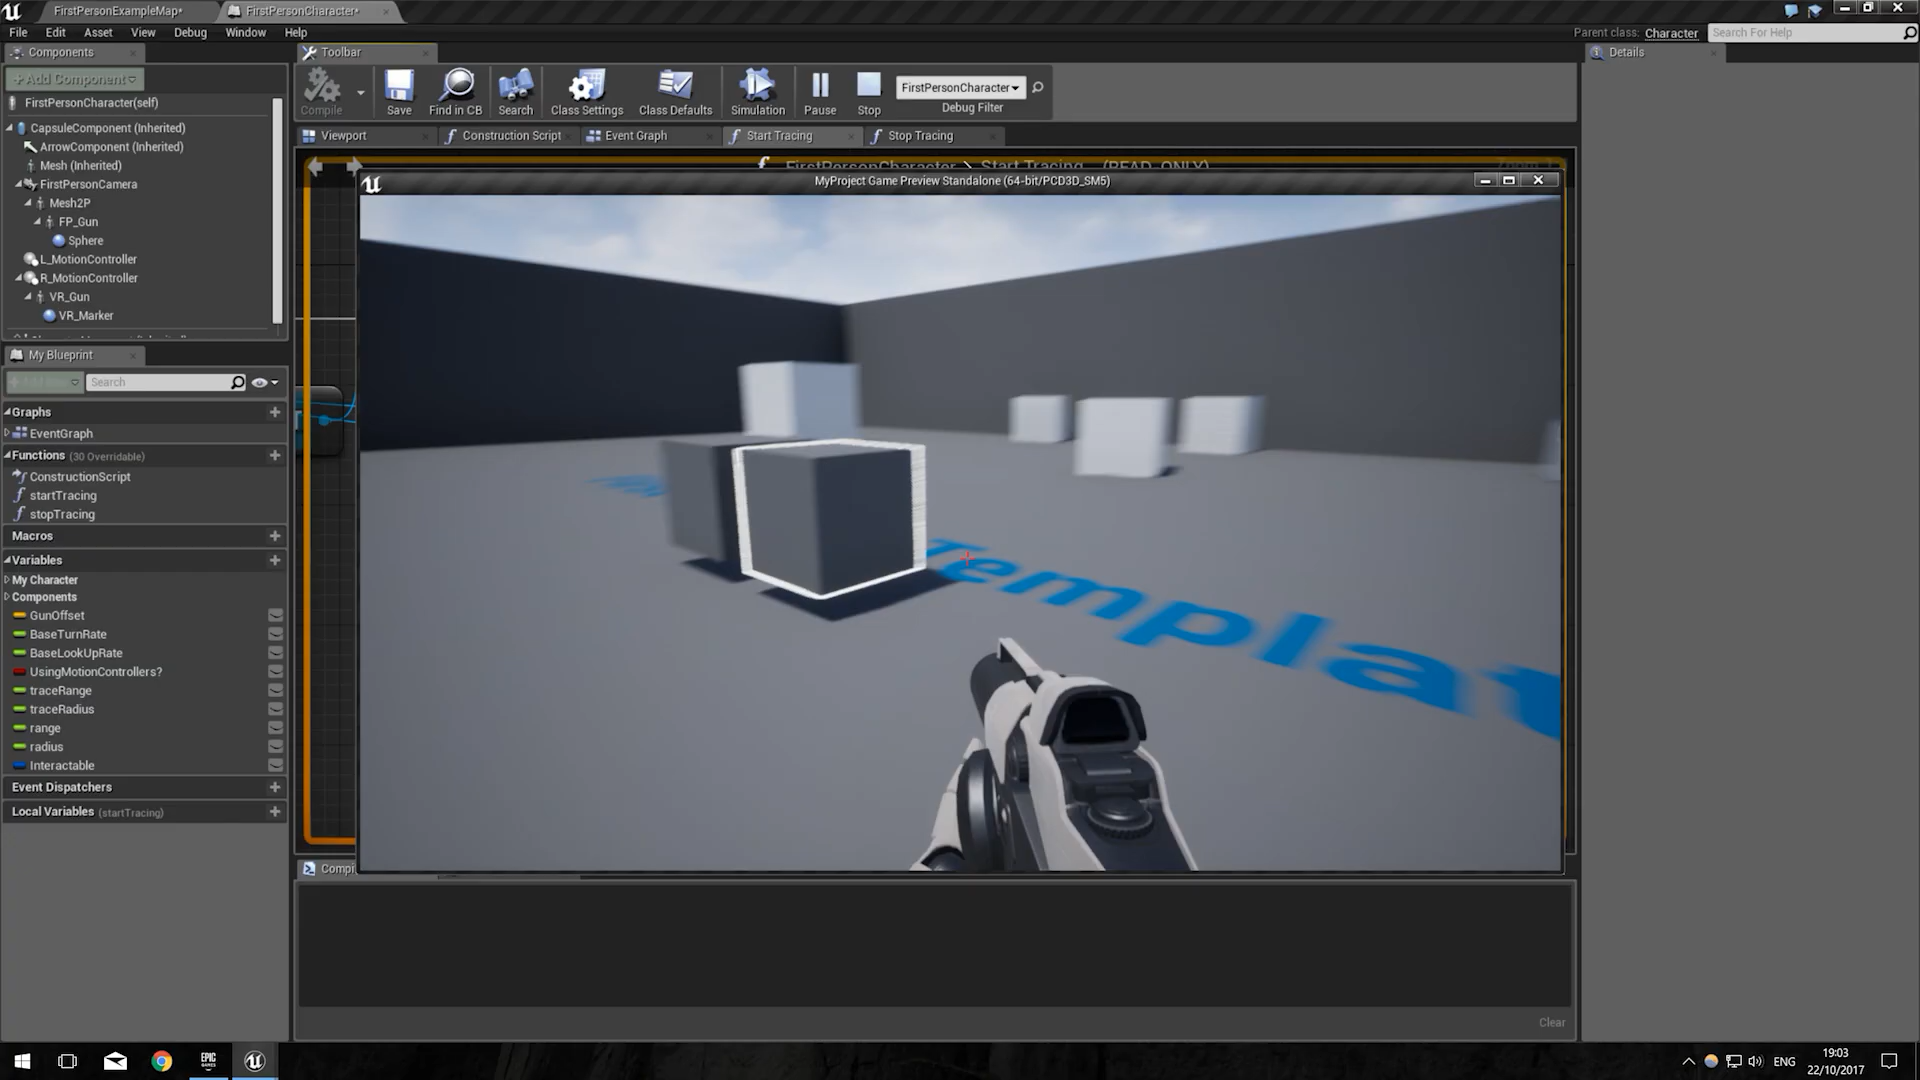 FirstPersonExampleMap*
FirstPersonCharacter*
File Edit Asset View Debug Window Help
Parent class: Character
Search For Help
Components
Toolbar
Details
+Add Component
Compile
Save
Find in CB
Search
Class Settings
Class Defaults
Simulation
Pause
Stop
FirstPersonCharacter
Debug Filter
FirstPersonCharacter(self)
CapsuleComponent (Inherited)
ArrowComponent (Inherited)
Mesh (Inherited)
FirstPersonCamera
Mesh2P
FP_Gun
Sphere
L_MotionController
R_MotionController
VR_Gun
VR_Marker
Viewport
Construction Script
Event Graph
Start Tracing
Stop Tracing
FirstPersonCharacter > Start Tracing (READ_ONLY)
MyProject Game Preview Standalone (64-bit/PCD3D_SM5)
Templat
My Blueprint
Search
Graphs
EventGraph
Functions (30 Overridable)
ConstructionScript
startTracing
stopTracing
Macros
Variables
My Character
Components
GunOffset
BaseTurnRate
BaseLookUpRate
UsingMotionControllers?
traceRange
traceRadius
range
radius
Interactable
Event Dispatchers
Local Variables (startTracing)
Compi
Clear
EPIC
GAMES
ENG
19:03
22/10/2017